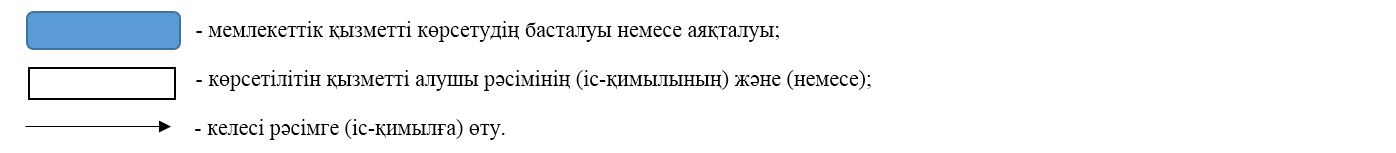 - мемлекеттік қызметті көрсетудің басталуы немесе аяқталуы;
- көрсетілітін қызметті алушы рәсімінің (іс-қимылының) және (немесе);
- келесі рәсімге (іс-қимылға) өту.